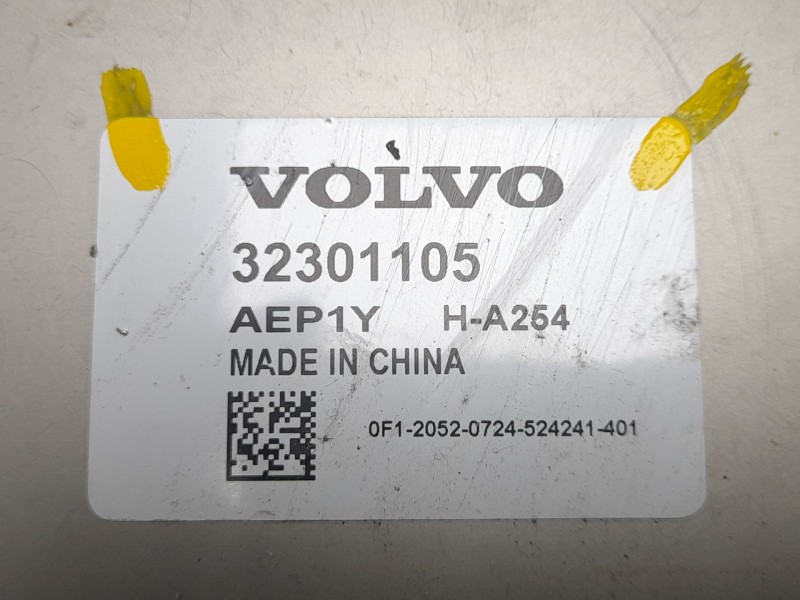 VOLVO
32301105
AEP1Y H-A254
MADE IN CHINA
0F1-2052-0724-524241-401